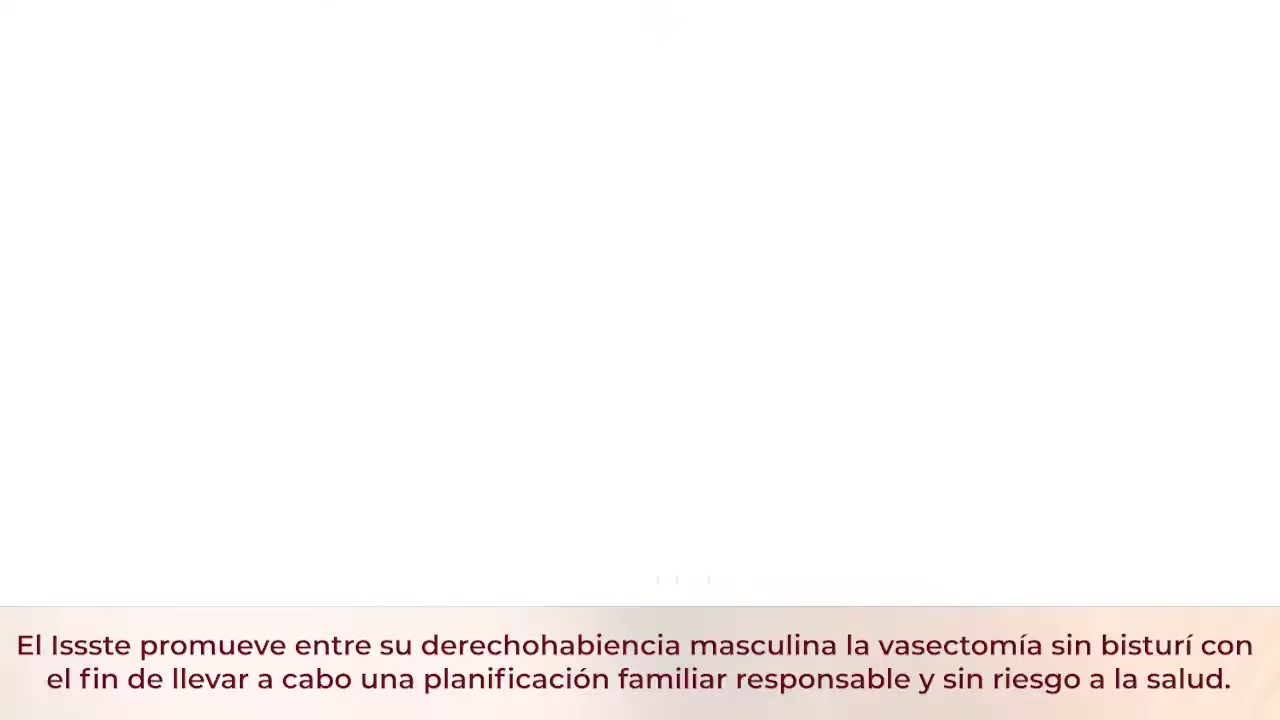 El Issste promueve entre su derechohabiencia masculina la vasectomía sin bisturí con
el fin de llevar a cabo una planificación familiar responsable y sin riesgo a la salud.